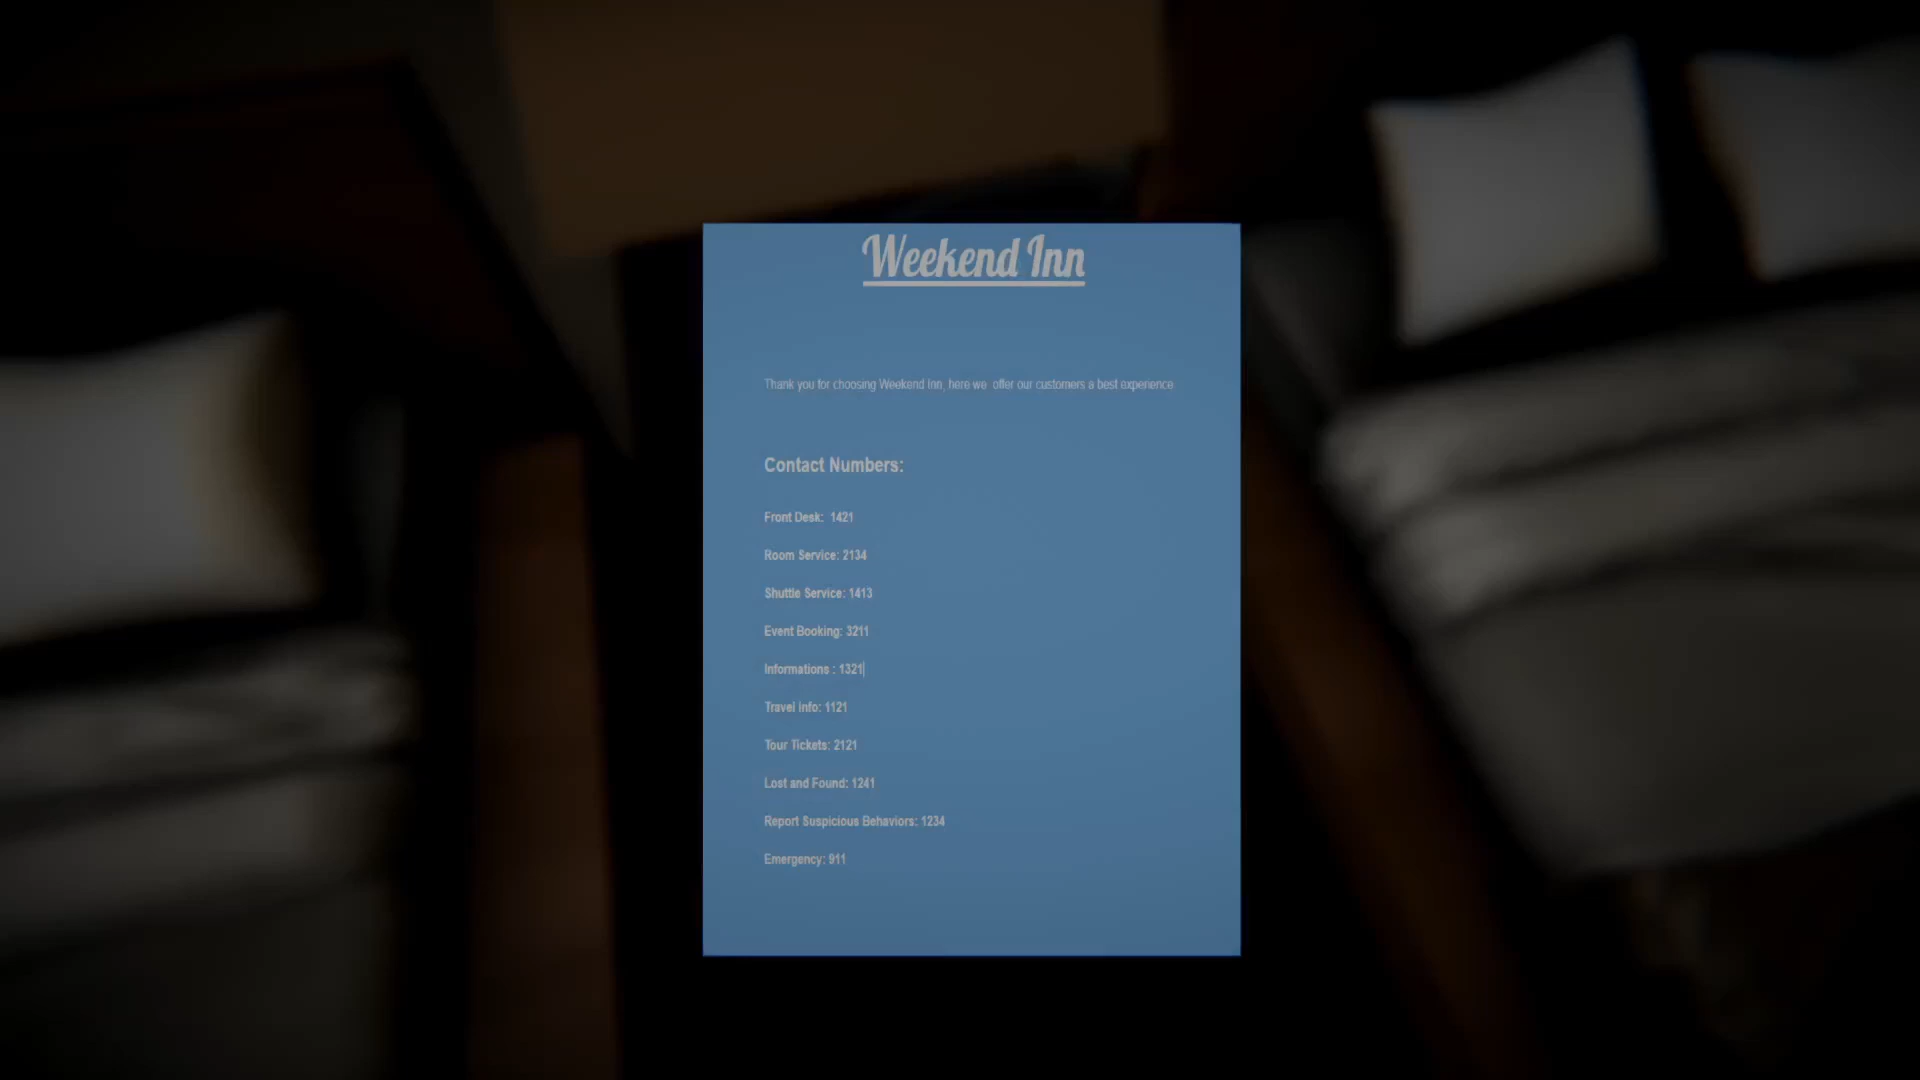 Weekend Inn
Thank you for choosing Weekend Inn, here we offer our customers a best experience
Contact Numbers:
Front Desk: 1421
Room Service: 2134
Shuttle Service: 1413
Event Booking: 3211
Informations : 1321
Travel info: 1121
Tour Tickets: 2121
Lost and Found: 1241
Report Suspicious Behaviors: 1234
Emergency: 911